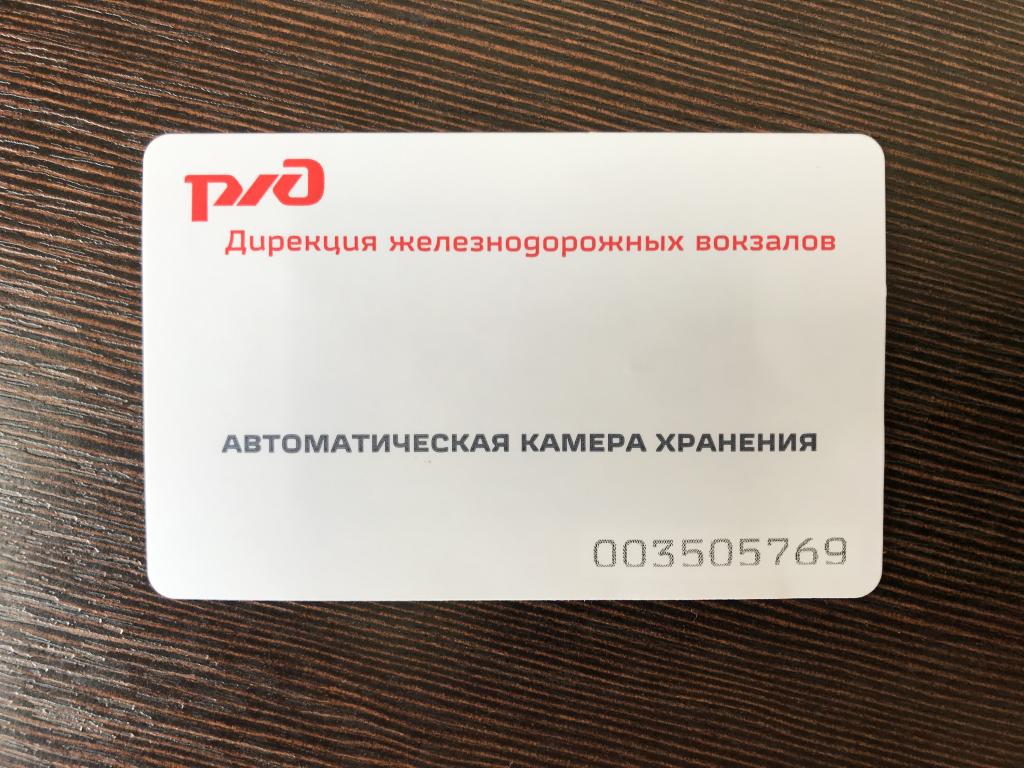 РЖД
Дирекция железнодорожных вокзалов
АВТОМАТИЧЕСКАЯ КАМЕРА ХРАНЕНИЯ
003505769